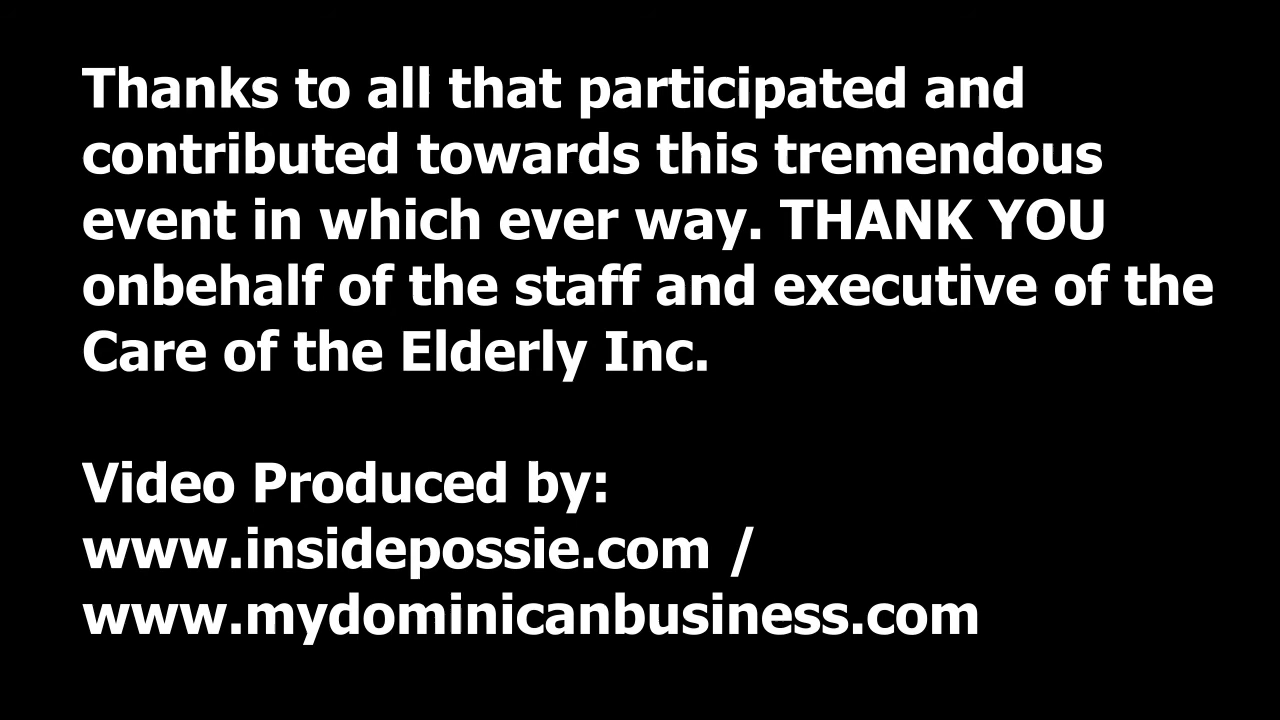 Thanks to all that participated and
contributed towards this tremendous
event in which ever way. THANK YOU
onbehalf of the staff and executive of the
Care of the Elderly Inc.
Video Produced by:
www.insidepossie.com /
www.mydominicanbusiness.com